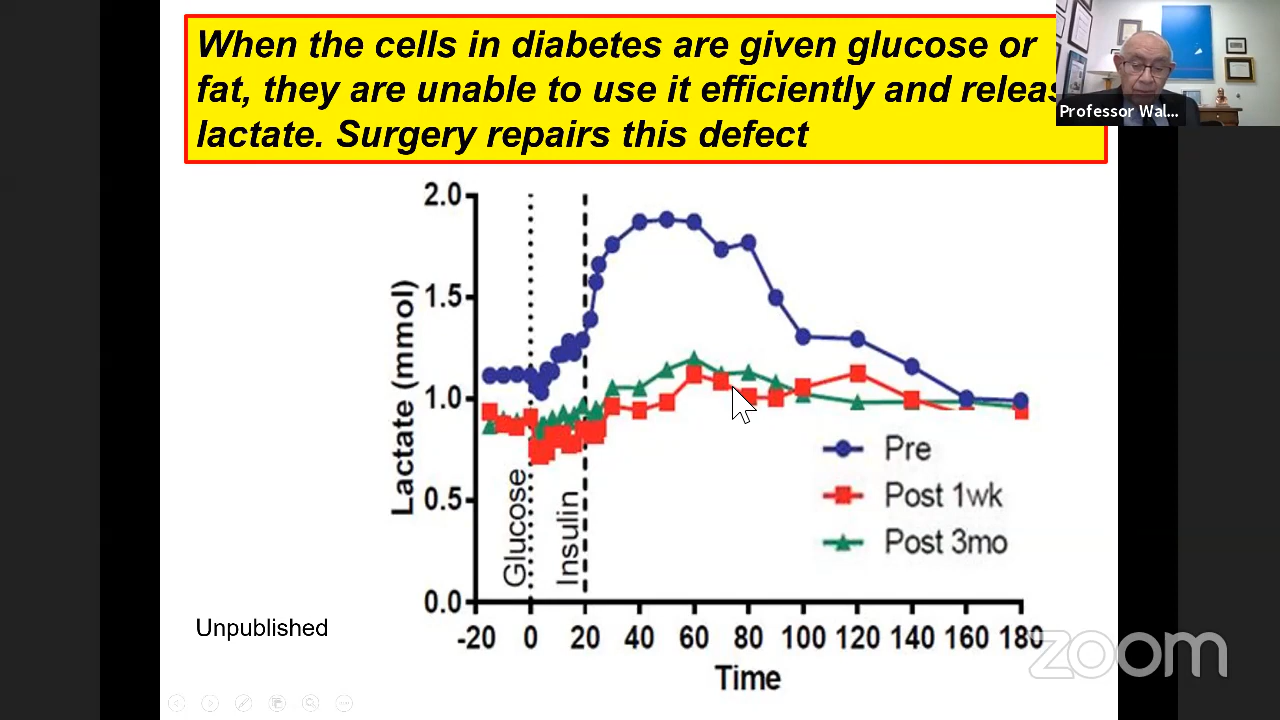 When the cells in diabetes are given glucose or
fat, they are unable to use it efficiently and releas
lactate. Surgery repairs this defect
Professor Wal...
2.0
1.5
1.0
0.5
0.0
Lactate (mmol)
Glucose
Insulin
Pre
Post 1wk
Post 3mo
-20 0 20 40 60 80 100 120 140 160 180
Time
Unpublished
zoom